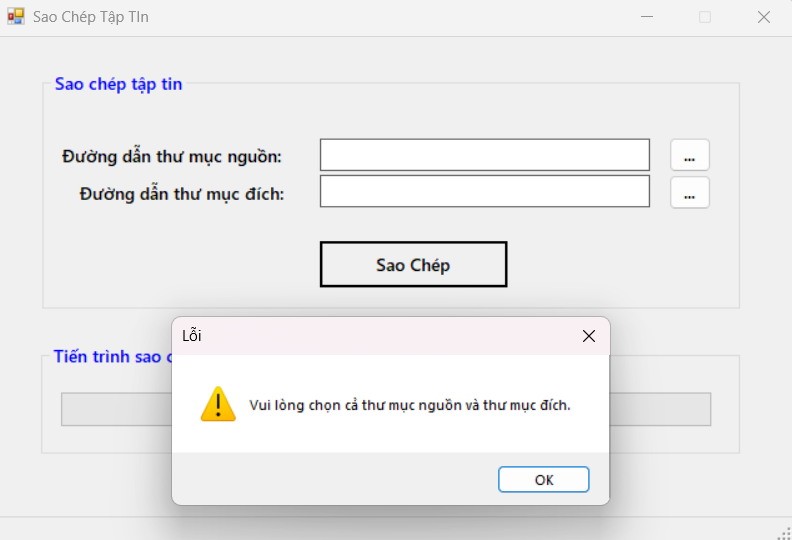 Sao Chép Tập TIn
Sao chép tập tin
Đường dẫn thư mục nguồn:
...
Đường dẫn thư mục đích:
...
Sao Chép
Lỗi
Tiến trình sao
Vui lòng chọn cả thư mục nguồn và thư mục đích.
OK